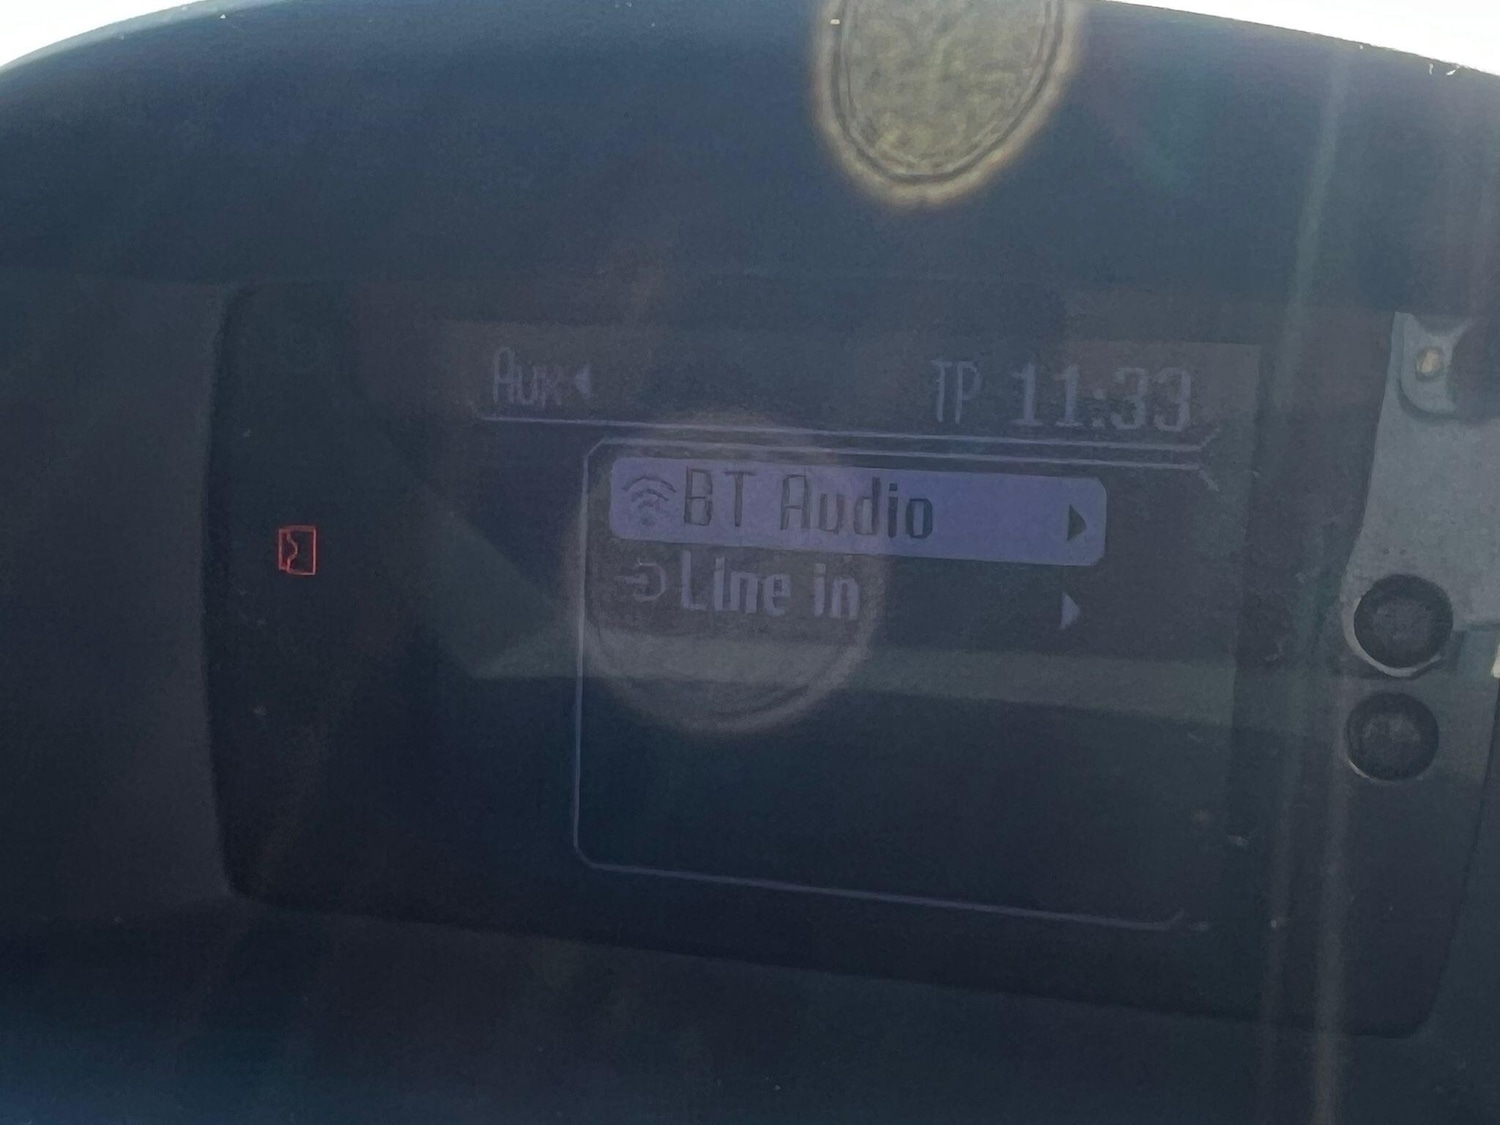 Aux TP 11:33
BT Audio
Line in